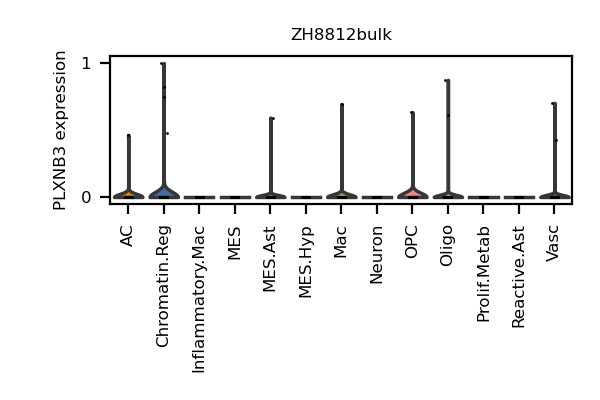 ZH8812bulk
PLXNB3 expression
1
0
AC
Chromatin.Reg
Inflammatory.Mac
MES
MES.Ast
MES.Hyp
Mac
Neuron
OPC
Oligo
Prolif.Metab
Reactive.Ast
Vasc